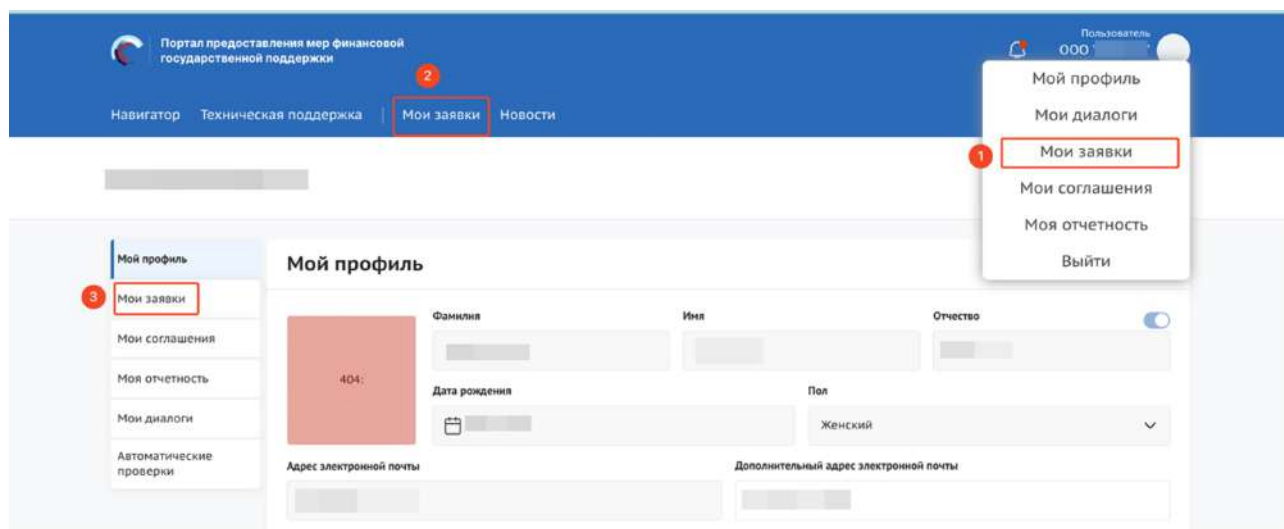 Портал предоставления мер финансовой
государственной поддержки
Пользователь
ООО
2
Навигатор Техническая поддержка Мои заявки Новости
Мой профиль
Мои диалоги
1 Мои заявки
Мои соглашения
Моя отчетность
Выйти
Мой профиль
3 Мои заявки
Мои соглашения
Моя отчетность
Мои диалоги
Автоматические
проверки
Мой профиль
404:
Фамилия Имя Отчество
Дата рождения Пол
Женский
Адрес электронной почты Дополнительный адрес электронной почты